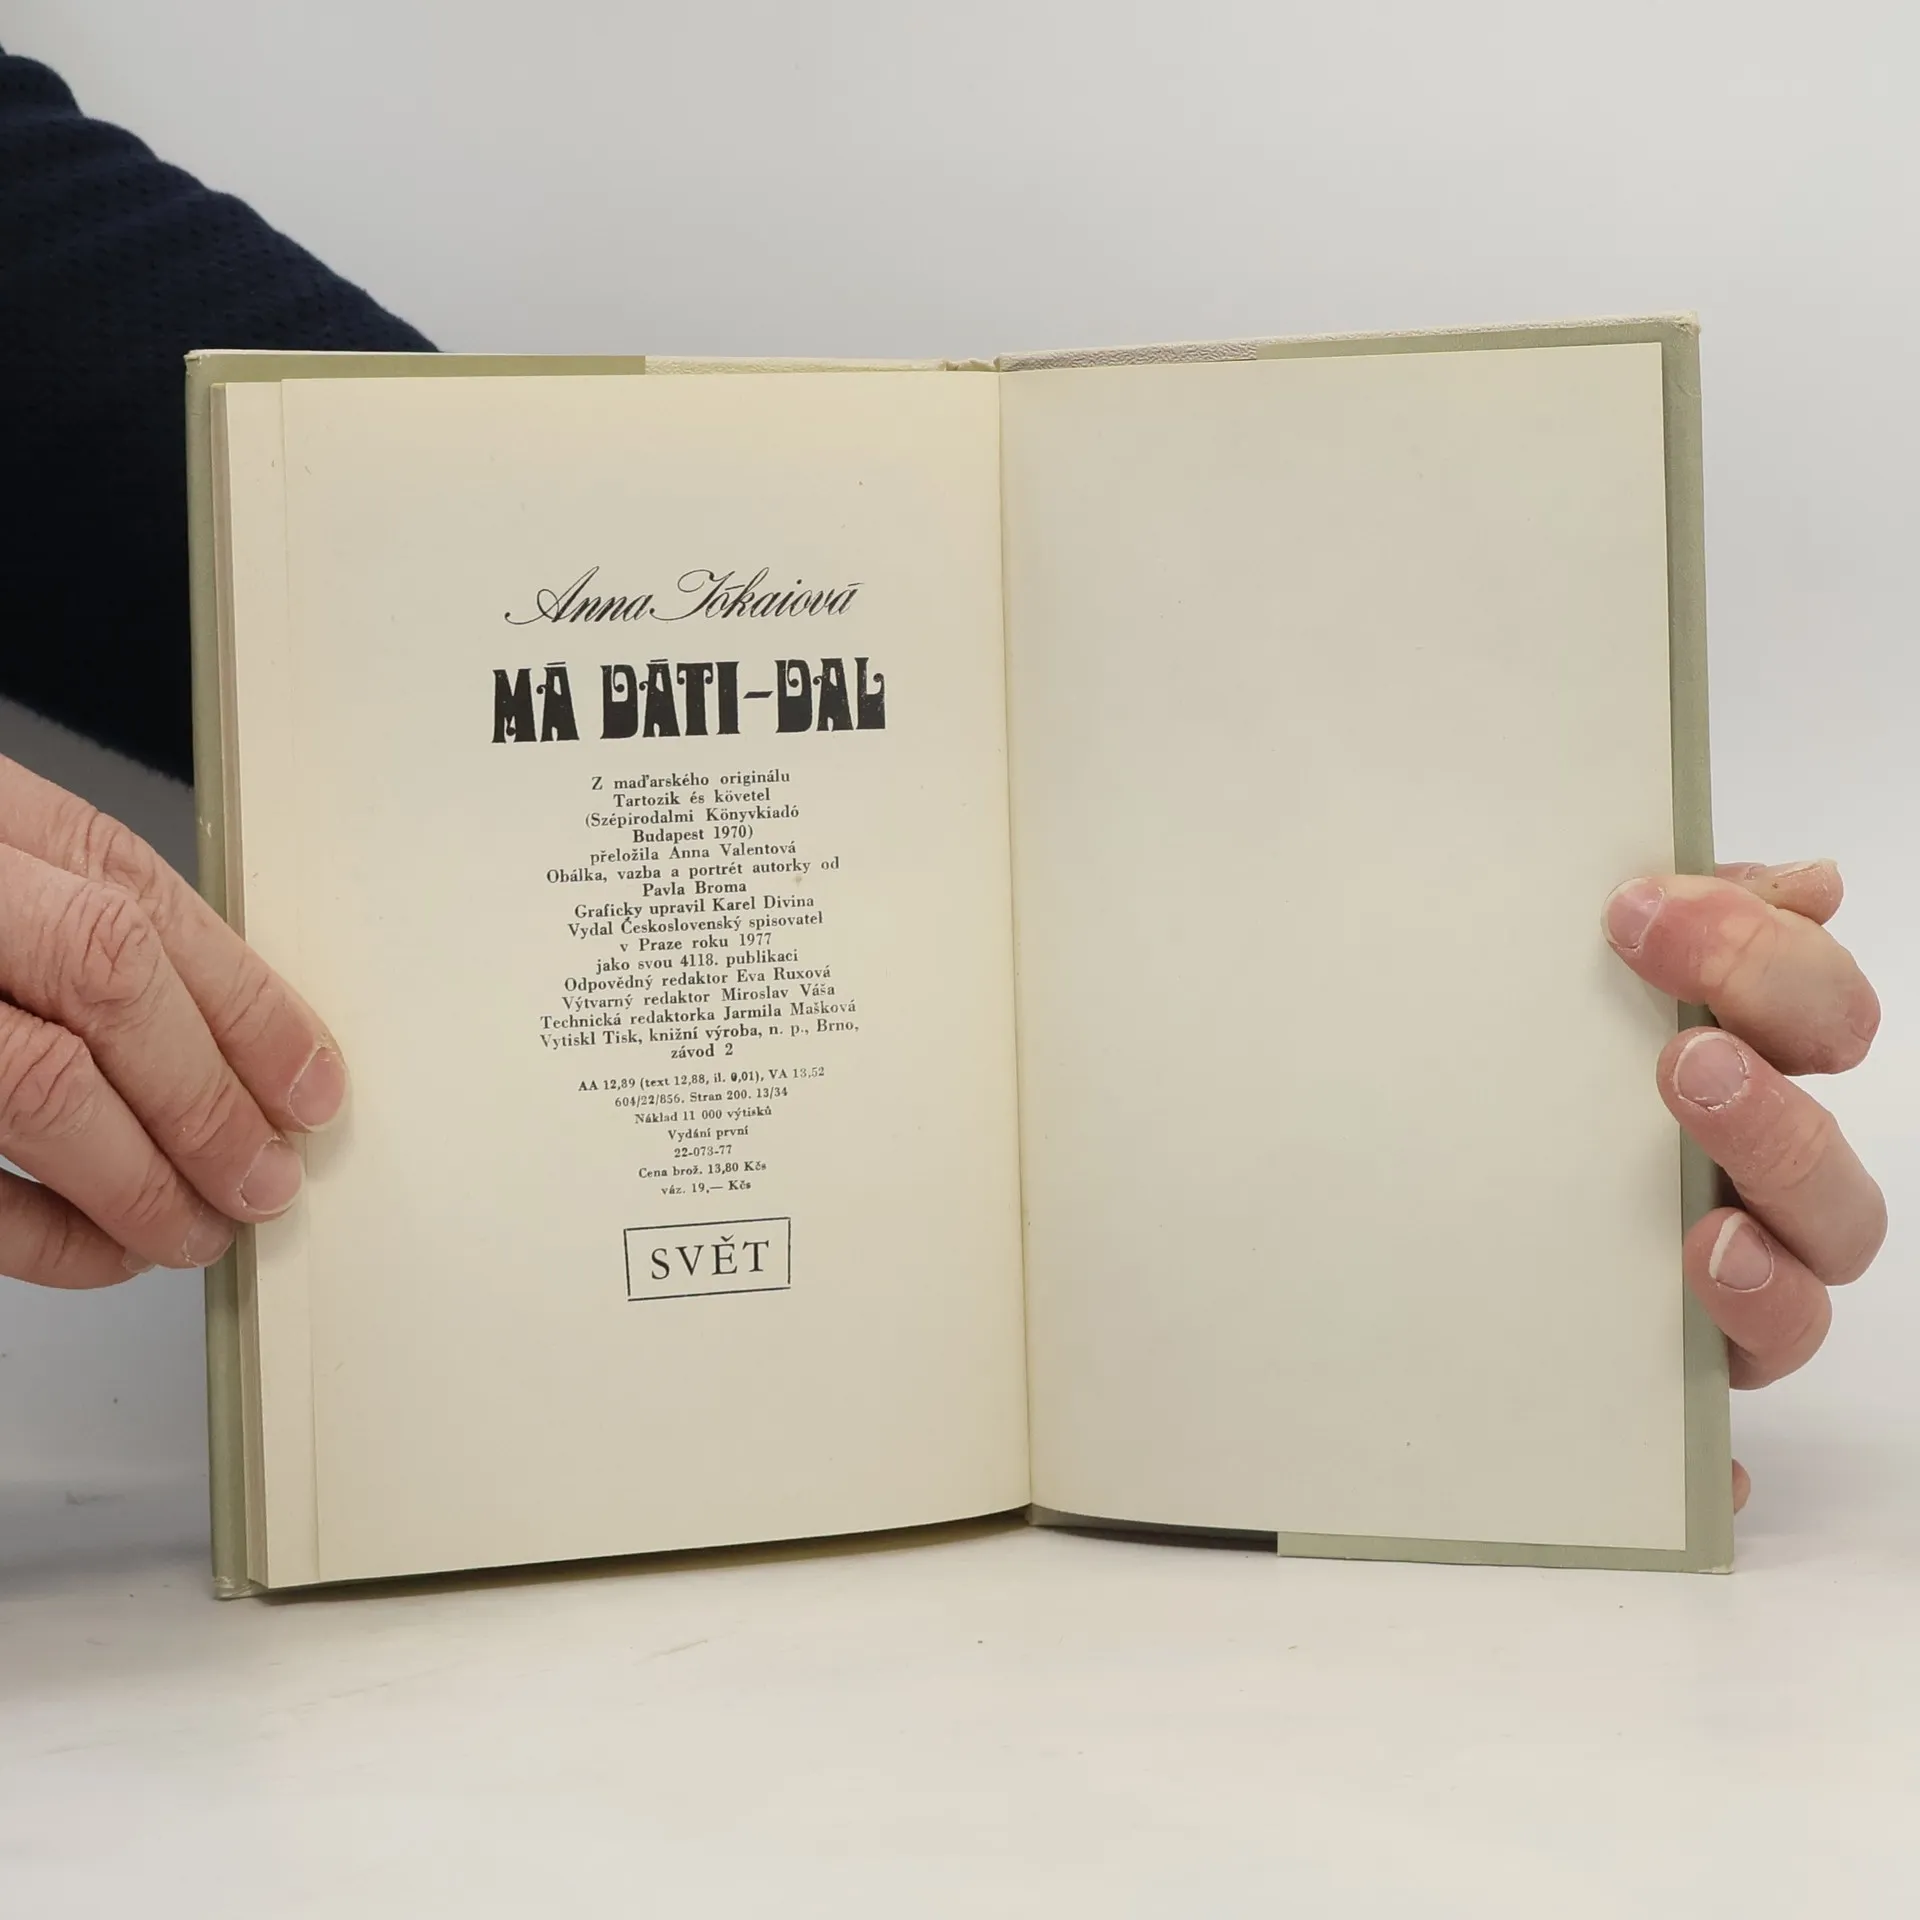 Anna Jókaiová
MÁ DÁTI–DAL
Z maďarského originálu
Tartozik és követel
(Szépirodalmi Könyvkiadó
Budapest 1970)
přeložila Anna Valentová
Obálka, vazba a portrét autorky od
Pavla Broma
Graficky upravil Karel Divina
Vydal Československý spisovatel
v Praze roku 1977
jako svou 4118. publikaci
Odpovědný redaktor Eva Ruxová
Výtvarný redaktor Miroslav Váša
Technická redaktorka Jarmila Mašková
Vytiskl Tisk, knižní výroba, n. p., Brno,
závod 2
AA 12,89 (text 12,88, il. 0,01), VA 13,52
604/22/856. Stran 200. 13/34
Náklad 11 000 výtisků
Vydání první
22-073-77
Cena brož. 13,80 Kčs
váz. 19,— Kčs
SVĚT